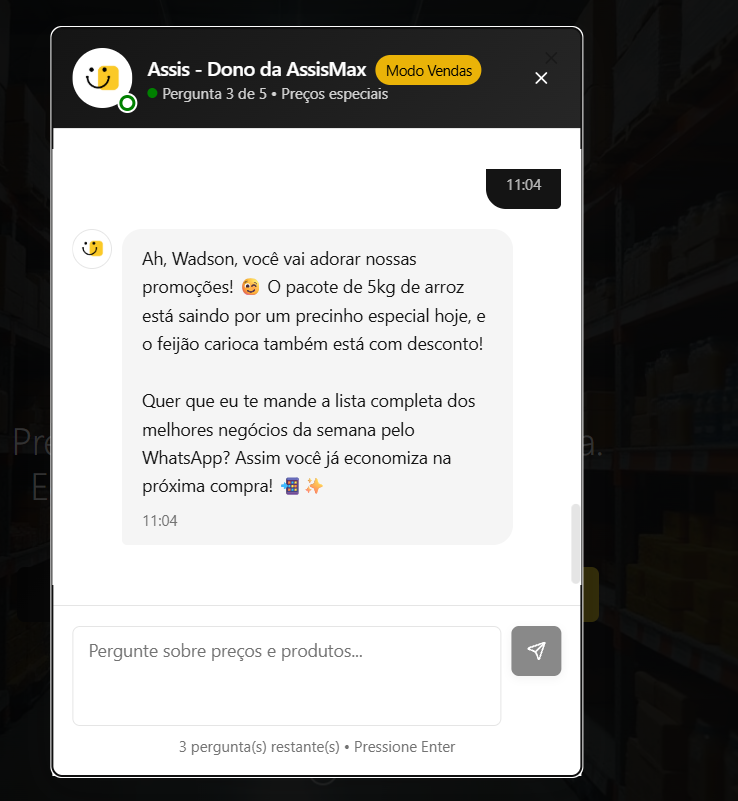 Assis - Dono da AssisMax
Modo Vendas
Pergunta 3 de 5 • Preços especiais
11:04
Ah, Wadson, você vai adorar nossas
promoções! 😉 O pacote de 5kg de arroz
está saindo por um precinho especial hoje, e
o feijão carioca também está com desconto!
Quer que eu te mande a lista completa dos
melhores negócios da semana pelo
WhatsApp? Assim você já economiza na
próxima compra! 📲✨
11:04
Pergunte sobre preços e produtos...
3 pergunta(s) restante(s) • Pressione Enter